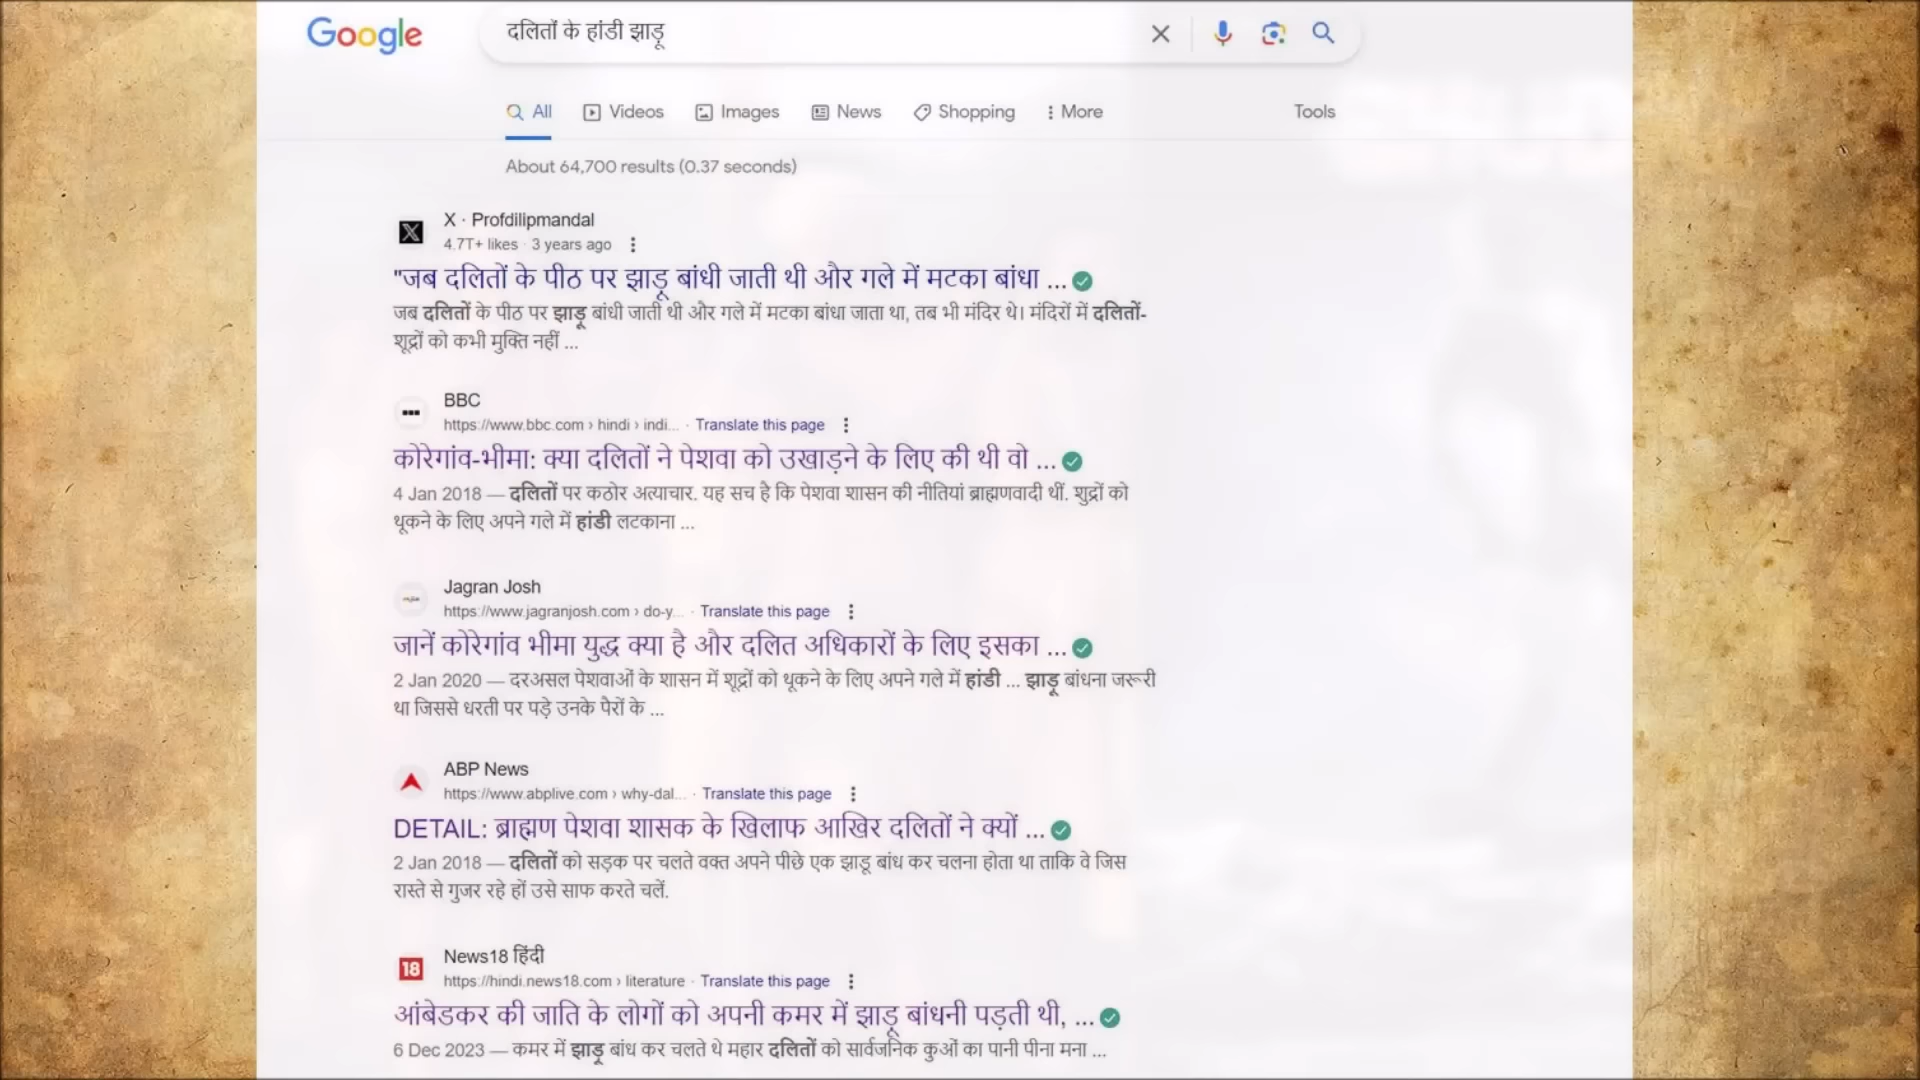 Google
दलितों के हांडी झाड़ू
All Videos Images News Shopping More Tools
About 64,700 results (0.37 seconds)
X · Profdilipmandal
4.7T+ likes · 3 years ago
"जब दलितों के पीठ पर झाड़ू बांधी जाती थी और गले में मटका बांधा ...
जब दलितों के पीठ पर झाड़ू बांधी जाती थी और गले में मटका बांधा जाता था, तब भी मंदिर थे। मंदिरों में दलितों-
शूद्रों को कभी मुक्ति नहीं ...
BBC
https://www.bbc.com › hindi › indi... · Translate this page
कोरेगांव-भीमा: क्या दलितों ने पेशवा को उखाड़ने के लिए की थी वो ...
4 Jan 2018 — दलितों पर कठोर अत्याचार. यह सच है कि पेशवा शासन की नीतियां ब्राह्मणवादी थीं. शुद्रों को
थूकने के लिए अपने गले में हांडी लटकाना ...
Jagran Josh
https://www.jagranjosh.com › do-y... · Translate this page
जानें कोरेगांव भीमा युद्ध क्या है और दलित अधिकारों के लिए इसका ...
2 Jan 2020 — दरअसल पेशवाओं के शासन में शूद्रों को थूकने के लिए अपने गले में हांडी ... झाड़ू बांधना जरूरी
था जिससे धरती पर पड़े उनके पैरों के ...
ABP News
https://www.abplive.com › why-dal... · Translate this page
DETAIL: ब्राह्मण पेशवा शासक के खिलाफ आखिर दलितों ने क्यों ...
2 Jan 2018 — दलितों को सड़क पर चलते वक्त अपने पीछे एक झाडू बांध कर चलना होता था ताकि वे जिस
रास्ते से गुजर रहे हों उसे साफ करते चलें.
News18 हिंदी
18
https://hindi.news18.com › literature · Translate this page
आंबेडकर की जाति के लोगों को अपनी कमर में झाड़ू बांधनी पड़ती थी, ...
6 Dec 2023 — कमर में झाड़ू बांध कर चलते थे महार दलितों को सार्वजनिक कुओं का पानी पीना मना ...